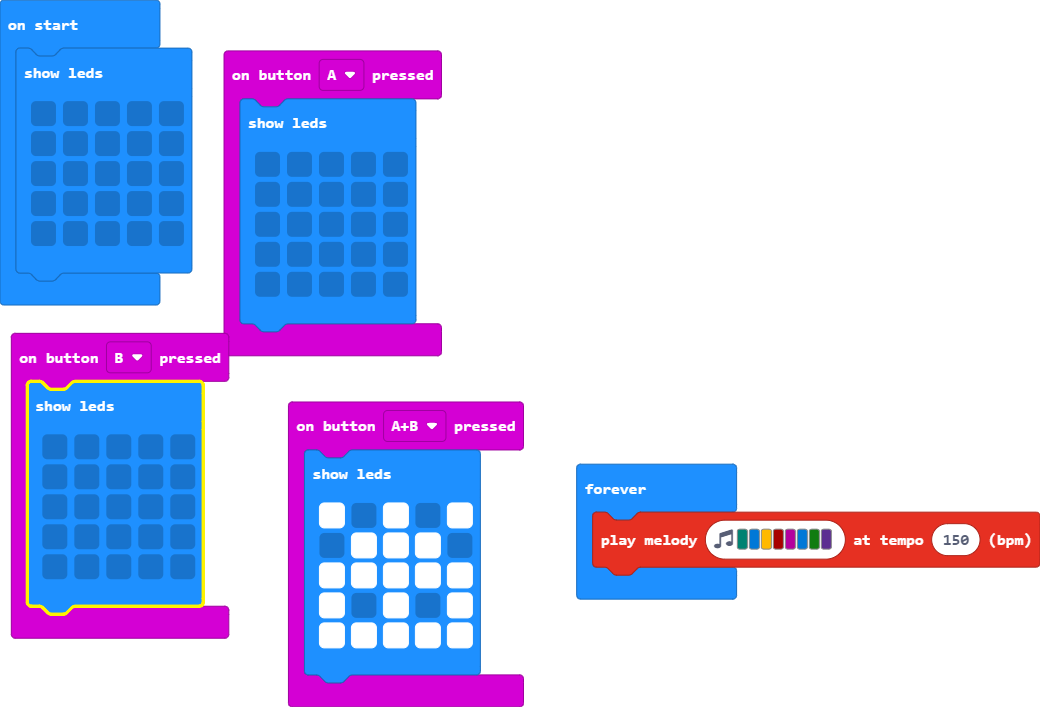 on start
show leds
on button A pressed
show leds
on button B pressed
show leds
on button A+B pressed
show leds
forever
play melody at tempo 150 (bpm)